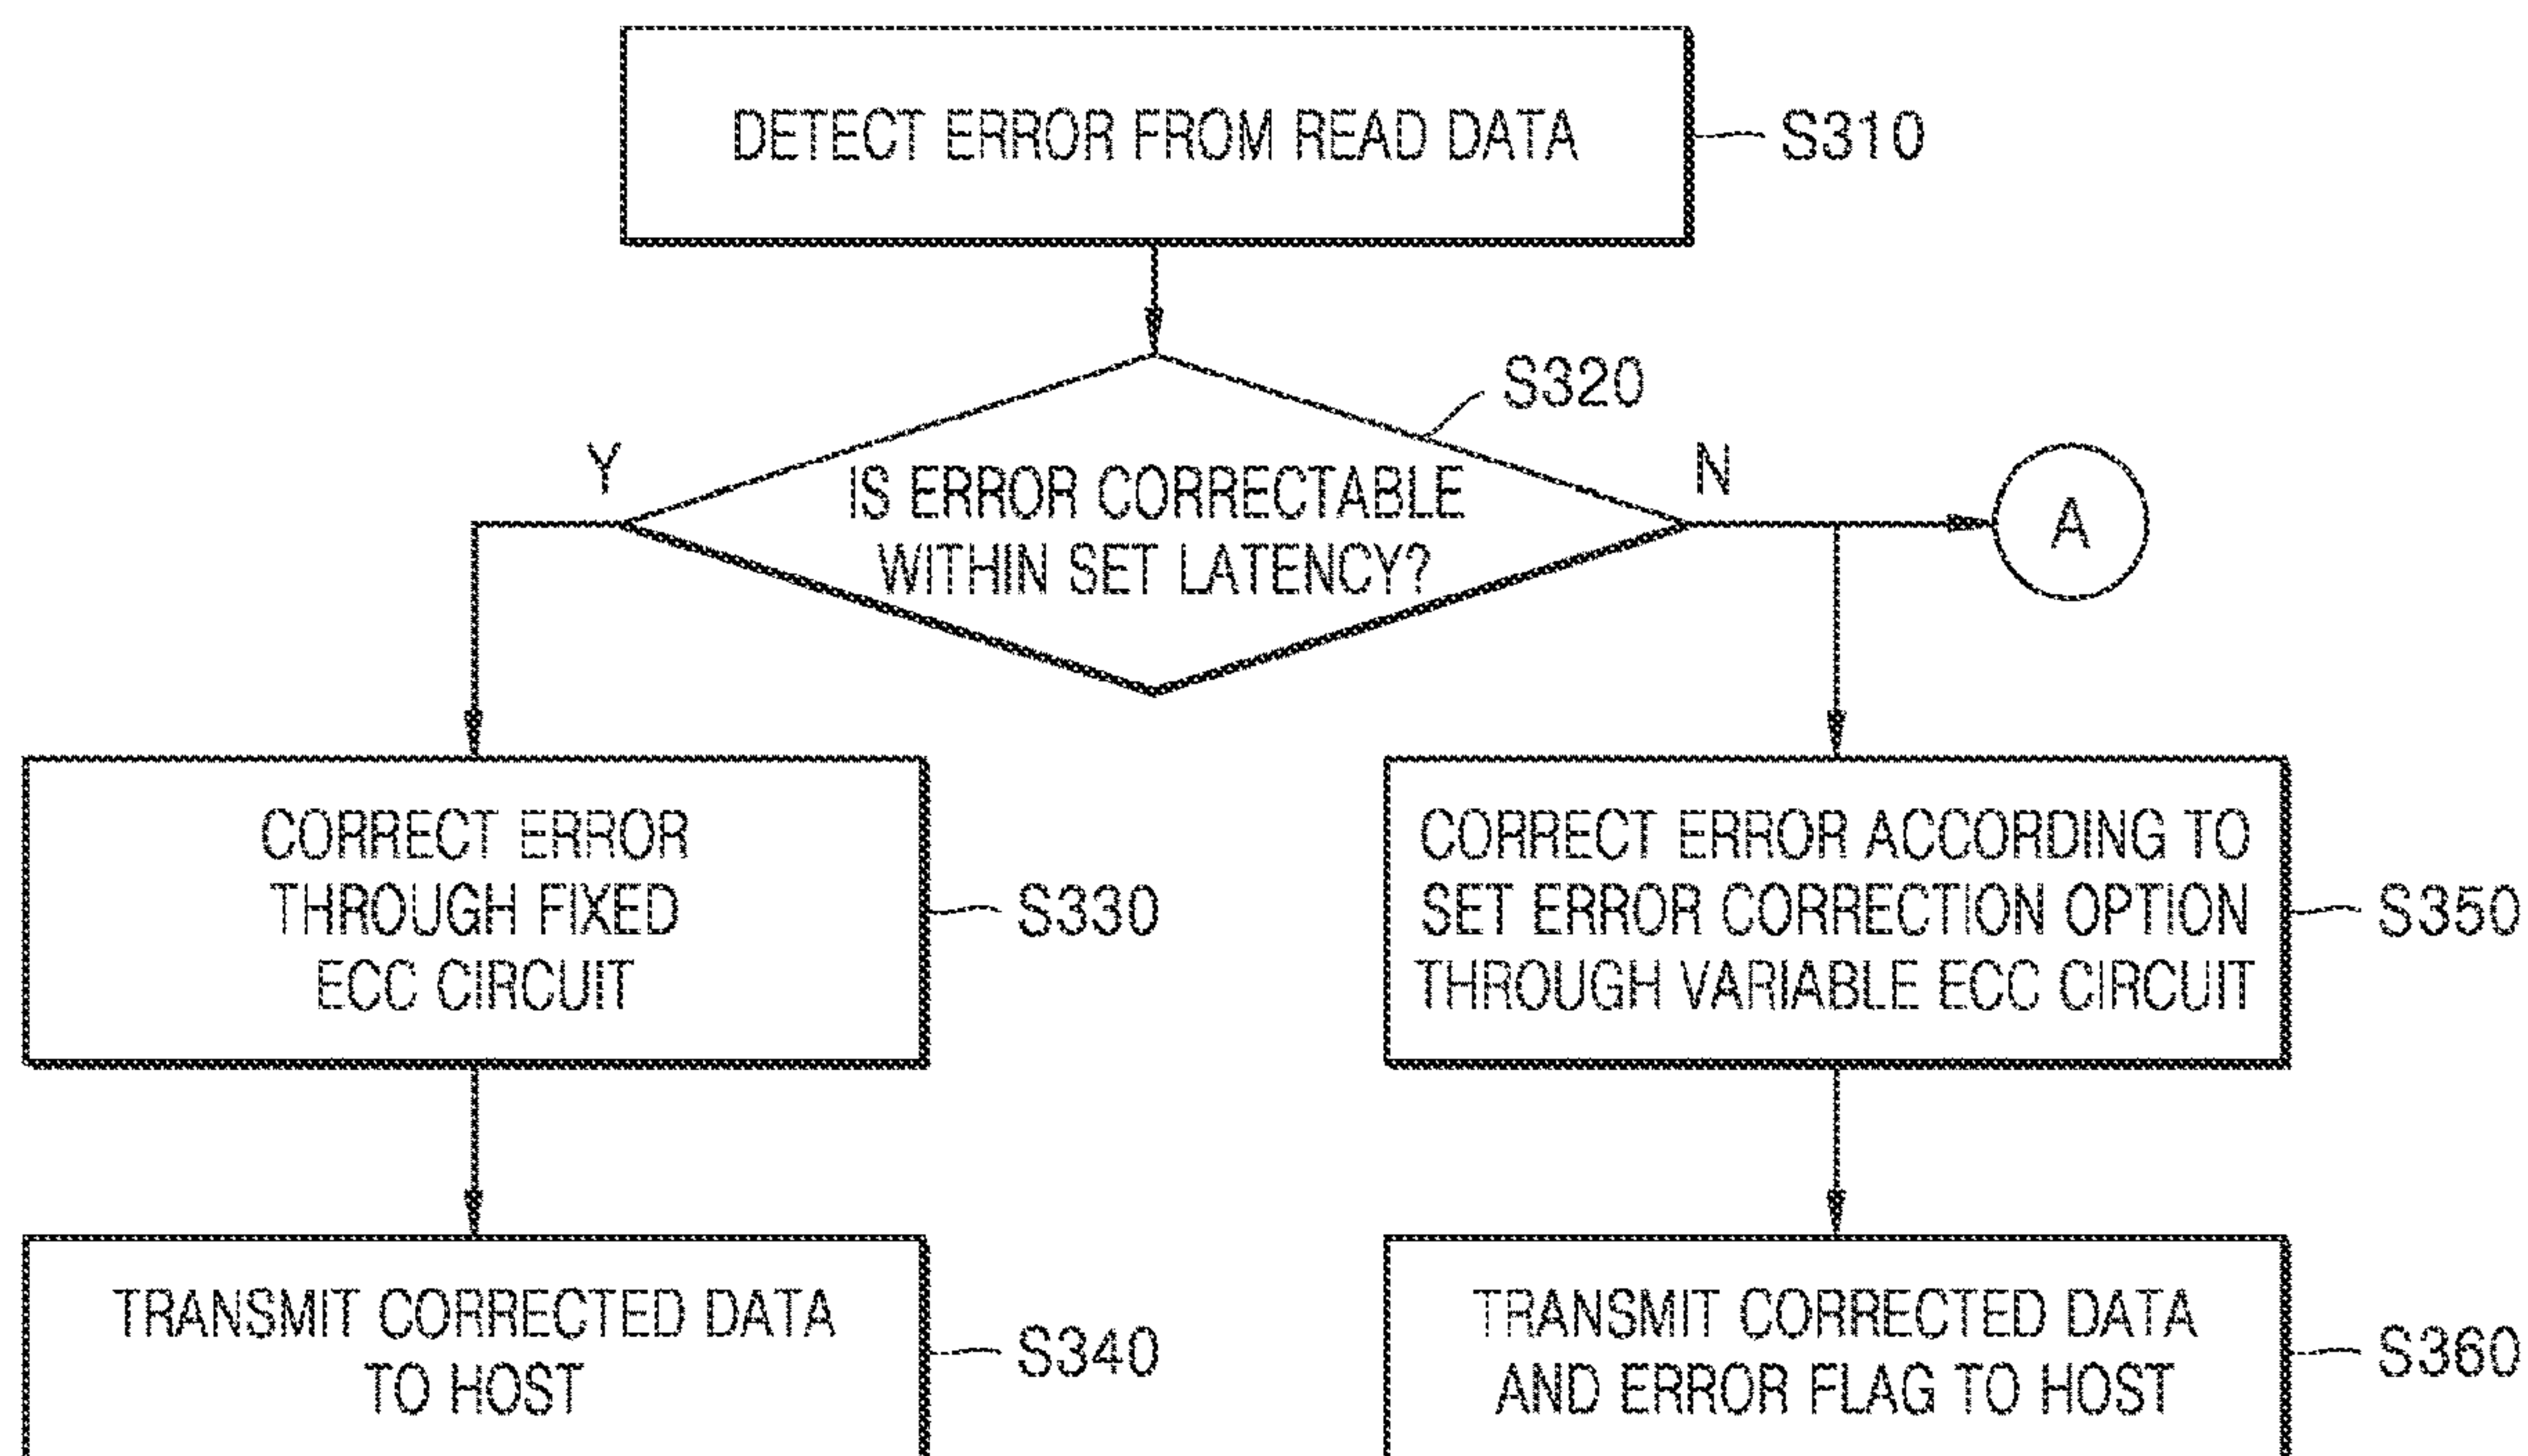 DETECT ERROR FROM READ DATA
S310
S320
Y
N
IS ERROR CORRECTABLE
WITHIN SET LATENCY?
A
CORRECT ERROR
THROUGH FIXED
ECC CIRCUIT
S330
CORRECT ERROR ACCORDING TO
SET ERROR CORRECTION OPTION
THROUGH VARIABLE ECC CIRCUIT
S350
TRANSMIT CORRECTED DATA
TO HOST
S340
TRANSMIT CORRECTED DATA
AND ERROR FLAG TO HOST
S360